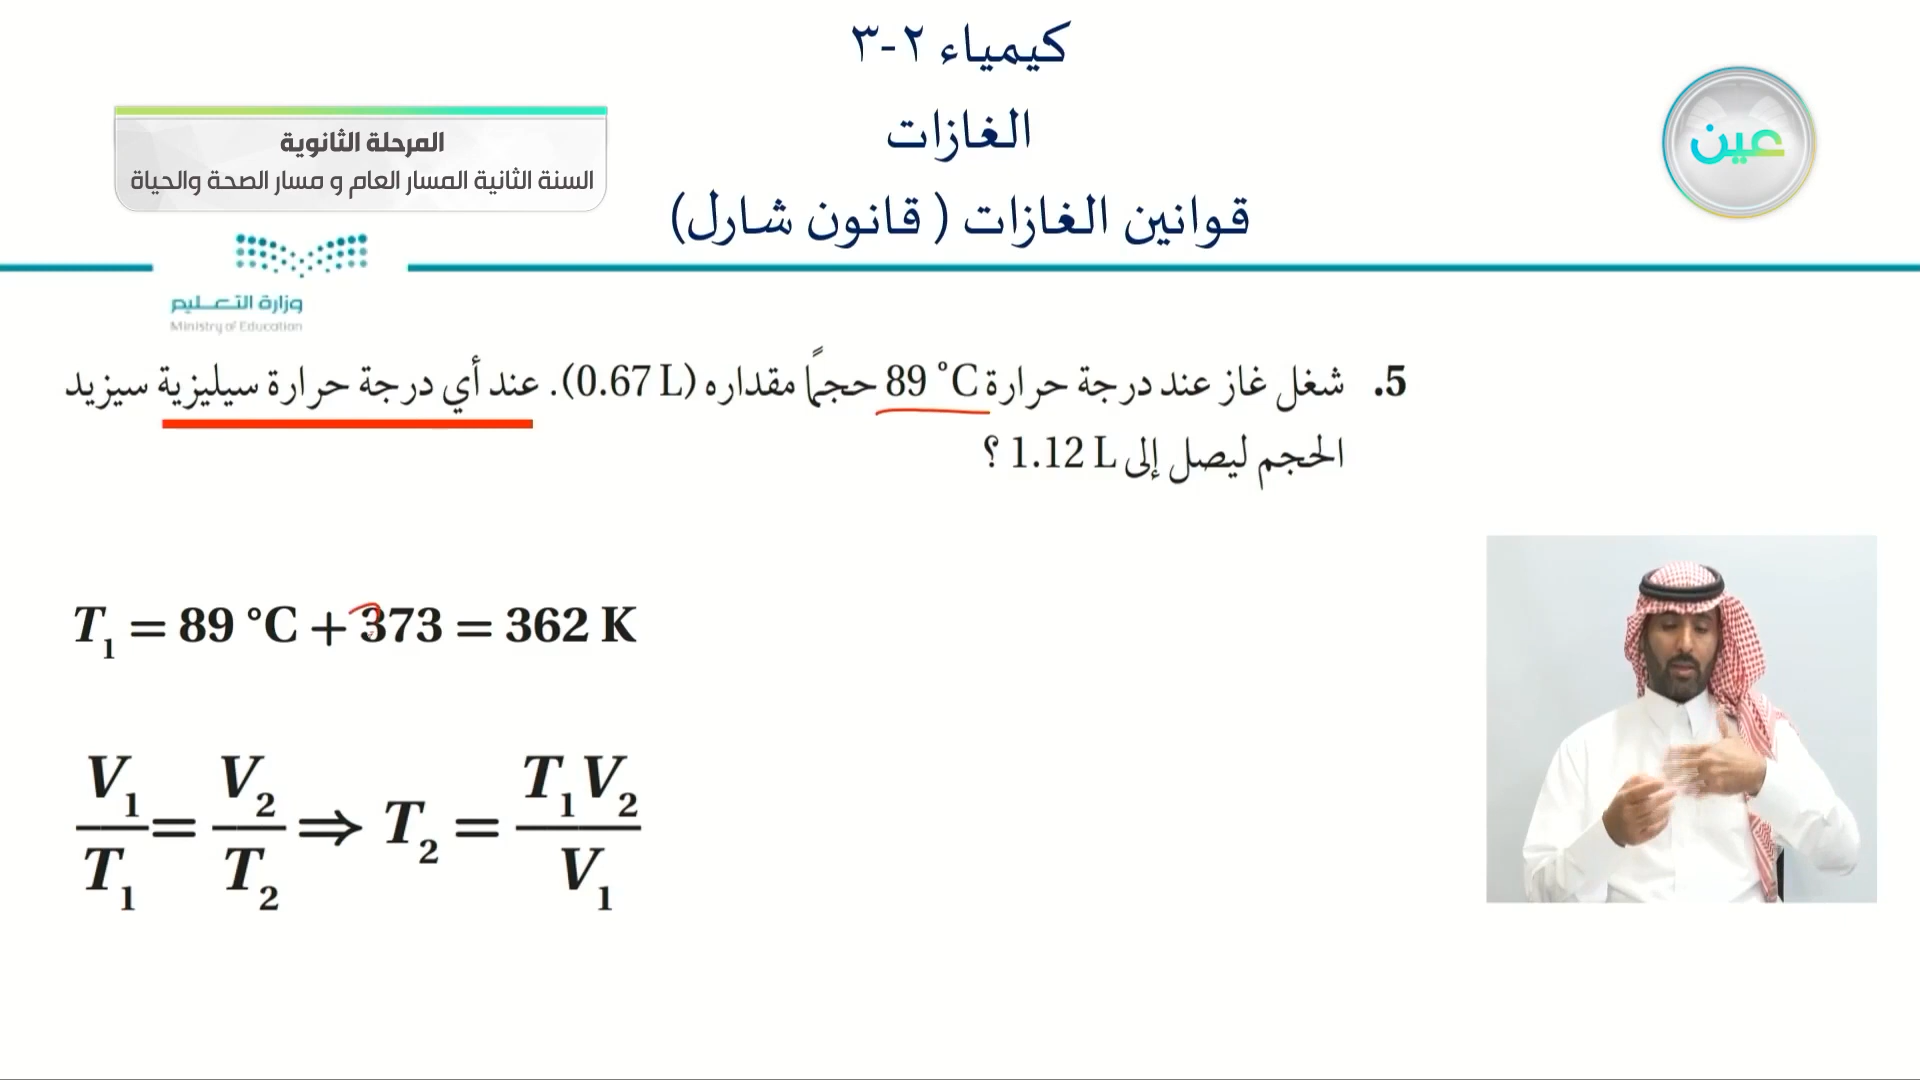 كيمياء ٢-٣
الغازات
قوانين الغازات ( قانون شارل)
المرحلة الثانوية
السنة الثانية المسار العام و مسار الصحة والحياة
عين
وزارة التعليم
Ministry of Education
5. شغل غاز عند درجة حرارة 89 °C حجمًا مقداره (0.67 L). عند أي درجة حرارة سيليزية سيزيد
الحجم ليصل إلى 1.12 L ؟
T₁ = 89 °C + 373 = 362 K
V₁/T₁ = V₂/T₂ ⇒ T₂ = T₁V₂/V₁